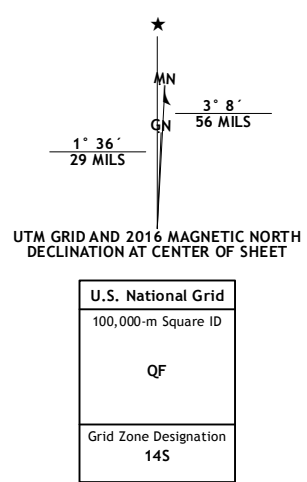 ★
MN
GN
3° 8´
56 MILS
1° 36´
29 MILS
UTM GRID AND 2016 MAGNETIC NORTH
DECLINATION AT CENTER OF SHEET
U.S. National Grid
100,000-m Square ID
QF
Grid Zone Designation
14S